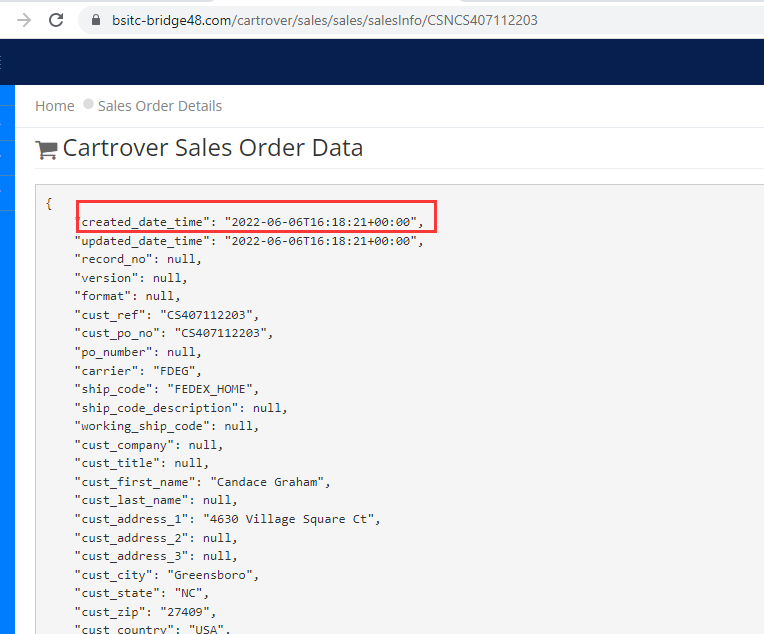 bsitc-bridge48.com/cartrover/sales/sales/salesInfo/CSNCS407112203
Home Sales Order Details
Cartrover Sales Order Data
{
"created_date_time": "2022-06-06T16:18:21+00:00",
"updated_date_time": "2022-06-06T16:18:21+00:00",
"record_no": null,
"version": null,
"format": null,
"cust_ref": "CS407112203",
"cust_po_no": "CS407112203",
"po_number": null,
"carrier": "FDEG",
"ship_code": "FEDEX_HOME",
"ship_code_description": null,
"working_ship_code": null,
"cust_company": null,
"cust_title": null,
"cust_first_name": "Candace Graham",
"cust_last_name": null,
"cust_address_1": "4630 Village Square Ct",
"cust_address_2": null,
"cust_address_3": null,
"cust_city": "Greensboro",
"cust_state": "NC",
"cust_zip": "27409",
"cust_country": "USA",